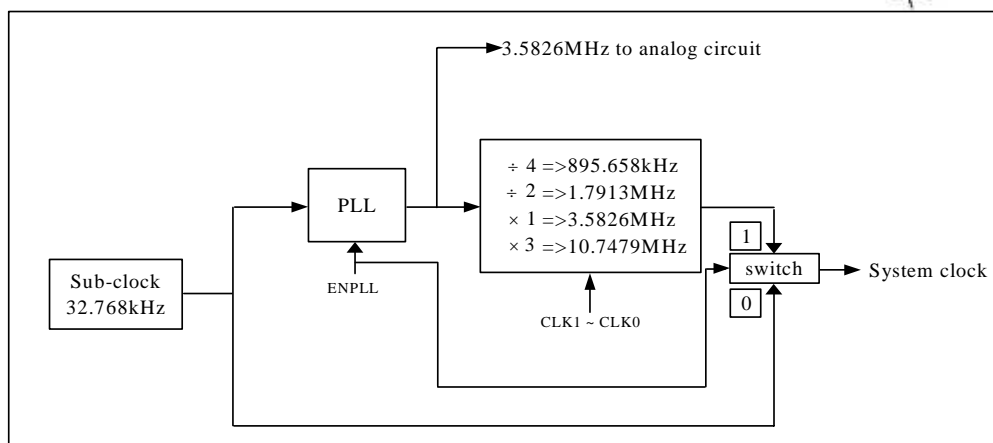 3.5826MHz to analog circuit
PLL
÷ 4 =>895.658kHz
÷ 2 =>1.7913MHz
× 1 =>3.5826MHz
× 3 =>10.7479MHz
1
switch
0
System clock
Sub-clock
32.768kHz
ENPLL
CLK1 ~ CLK0